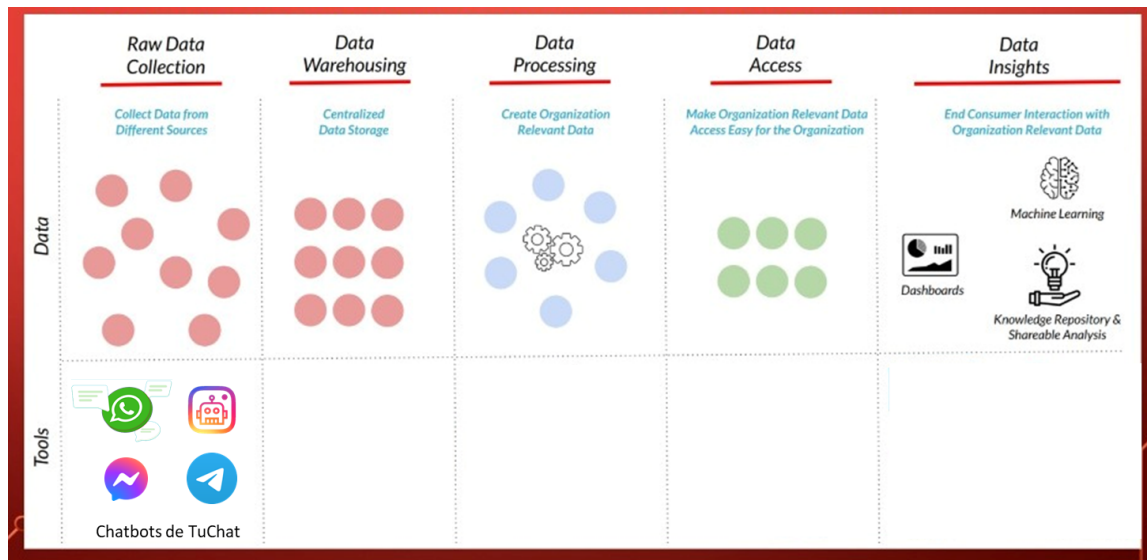 Raw Data
Collection
Data
Warehousing
Data
Processing
Data
Access
Data
Insights
Collect Data from
Different Sources
Centralized
Data Storage
Create Organization
Relevant Data
Make Organization Relevant Data
Access Easy for the Organization
End Consumer Interaction with
Organization Relevant Data
Data
Machine Learning
Dashboards
Knowledge Repository &
Shareable Analysis
Tools
Chatbots de TuChat